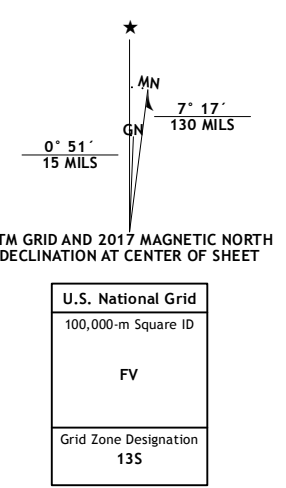 MN
GN
7° 17´
130 MILS
0° 51´
15 MILS
TM GRID AND 2017 MAGNETIC NORTH
DECLINATION AT CENTER OF SHEET
U.S. National Grid
100,000-m Square ID
FV
Grid Zone Designation
13S